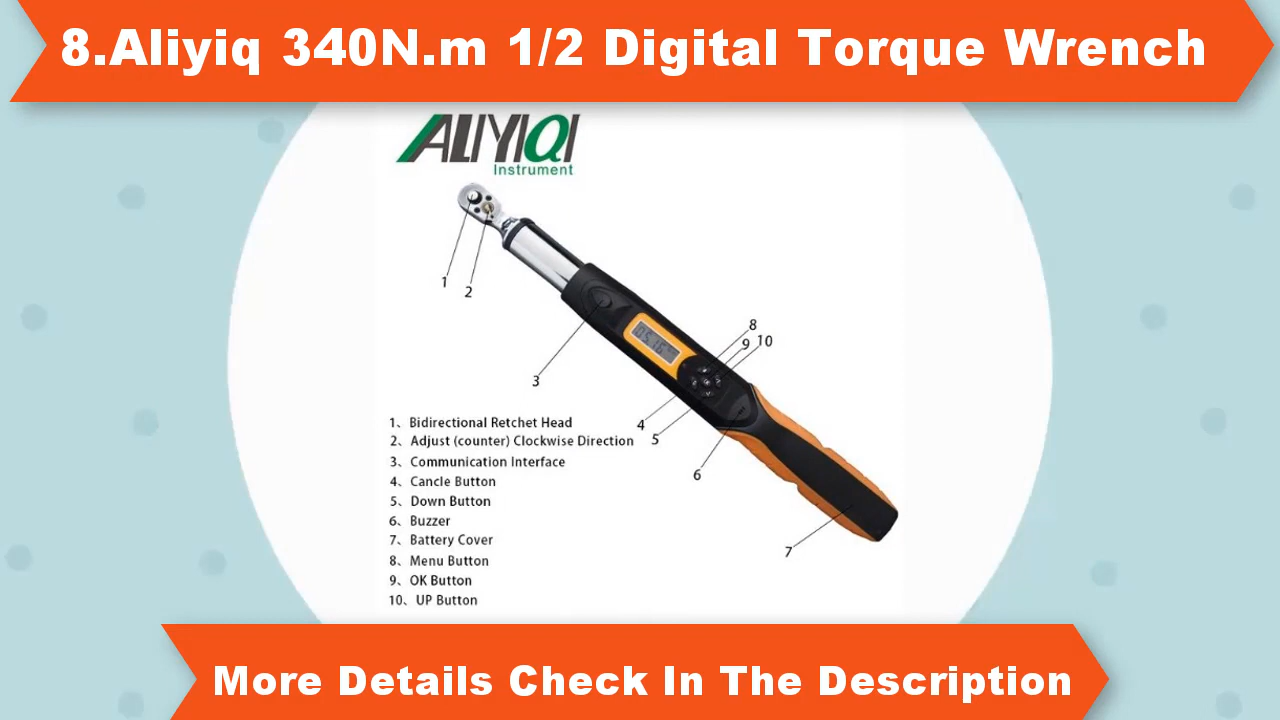 8.Aliyiq 340N.m 1/2 Digital Torque Wrench
ALIYIQI
Instrument
1
2
3
8
9
10
4
5
6
7
1、Bidirectional Retchet Head
2、Adjust (counter) Clockwise Direction
3、Communication Interface
4、Cancle Button
5、Down Button
6、Buzzer
7、Battery Cover
8、Menu Button
9、OK Button
10、UP Button
More Details Check In The Description